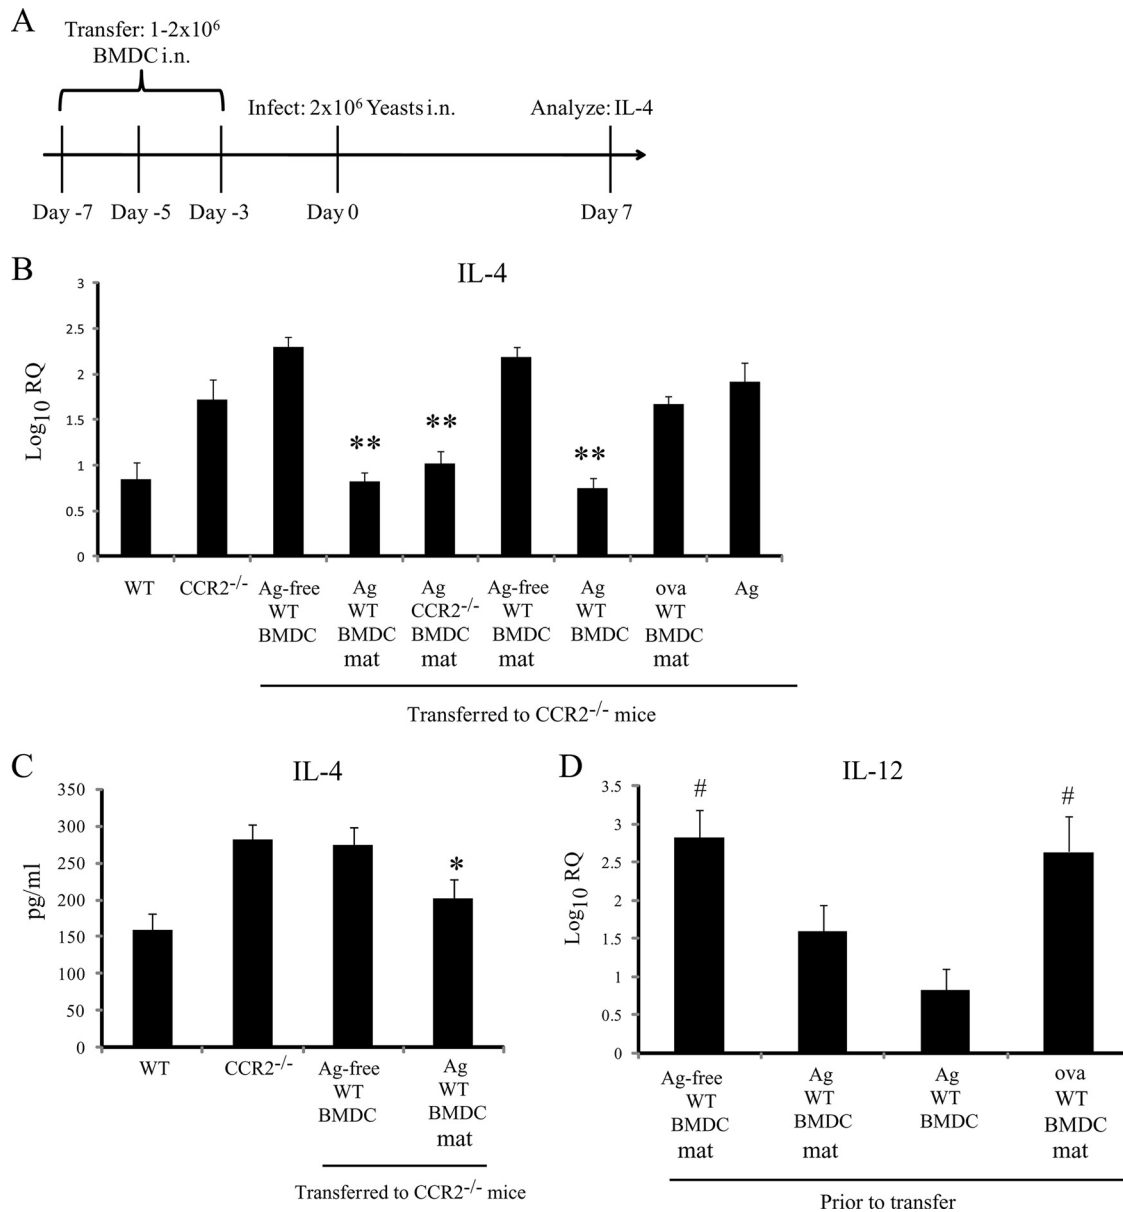 A
Transfer: 1-2x10⁶
BMDC i.n.
Infect: 2x10⁶ Yeasts i.n.
Analyze: IL-4
Day -7
Day -5
Day -3
Day 0
Day 7
B
IL-4
Log₁₀ RQ
3
2.5
2
1.5
1
0.5
0
**
**
**
WT
CCR2⁻/⁻
Ag-free
WT
BMDC
Ag
WT
BMDC
mat
Ag
CCR2⁻/⁻
BMDC
mat
Ag-free
WT
BMDC
mat
Ag
WT
BMDC
ova
WT
BMDC
mat
Ag
Transferred to CCR2⁻/⁻ mice
C
IL-4
pg/ml
350
300
250
200
150
100
50
0
*
WT
CCR2⁻/⁻
Ag-free
WT
BMDC
Ag
WT
BMDC
mat
Transferred to CCR2⁻/⁻ mice
D
IL-12
Log₁₀ RQ
3.5
3
2.5
2
1.5
1
0.5
0
#
#
Ag-free
WT
BMDC
mat
Ag
WT
BMDC
mat
Ag
WT
BMDC
ova
WT
BMDC
mat
Prior to transfer